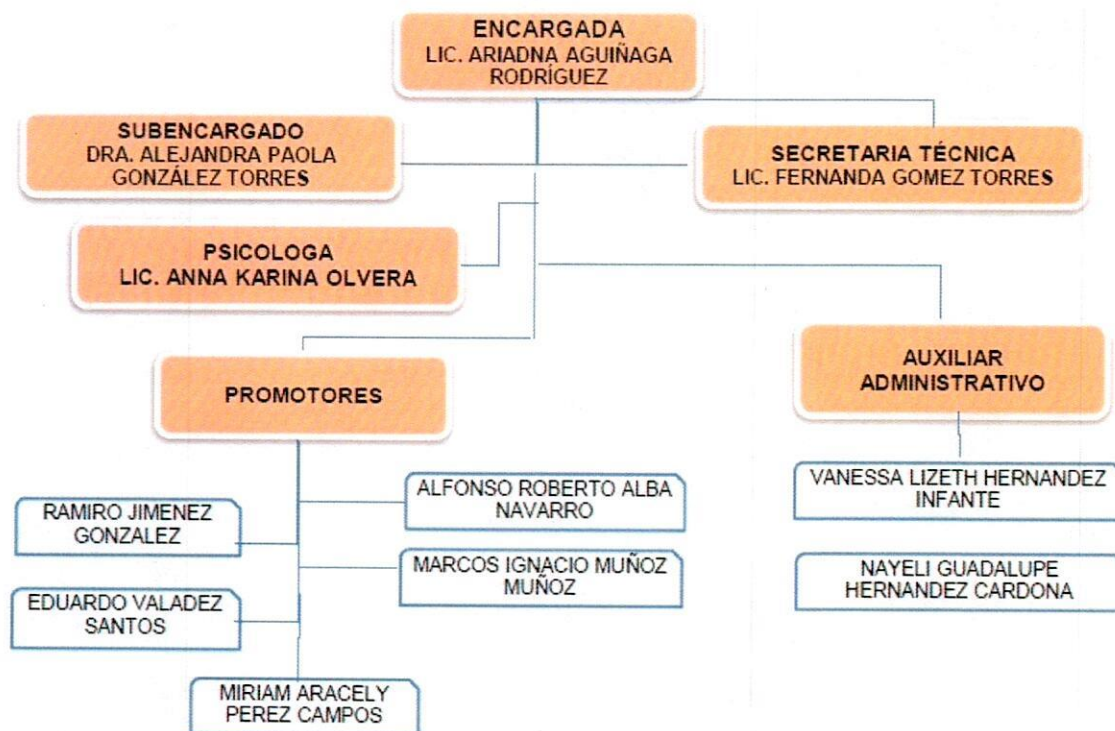 ENCARGADA
LIC. ARIADNA AGUIÑAGA
RODRÍGUEZ
SUBENCARGADO
DRA. ALEJANDRA PAOLA
GONZÁLEZ TORRES
SECRETARIA TÉCNICA
LIC. FERNANDA GOMEZ TORRES
PSICOLOGA
LIC. ANNA KARINA OLVERA
PROMOTORES
AUXILIAR
ADMINISTRATIVO
RAMIRO JIMENEZ
GONZALEZ
ALFONSO ROBERTO ALBA
NAVARRO
EDUARDO VALADEZ
SANTOS
MARCOS IGNACIO MUÑOZ
MUÑOZ
MIRIAM ARACELY
PEREZ CAMPOS
VANESSA LIZETH HERNANDEZ
INFANTE
NAYELI GUADALUPE
HERNANDEZ CARDONA